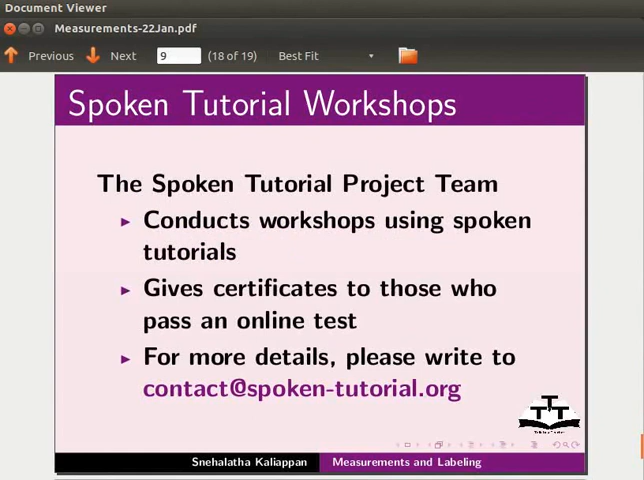 Document Viewer
Measurements-22Jan.pdf
Previous Next 9 (18 of 19) Best Fit
Spoken Tutorial Workshops
The Spoken Tutorial Project Team
Conducts workshops using spoken
tutorials
Gives certificates to those who
pass an online test
For more details, please write to
contact@spoken-tutorial.org
Snehalatha Kaliappan Measurements and Labeling